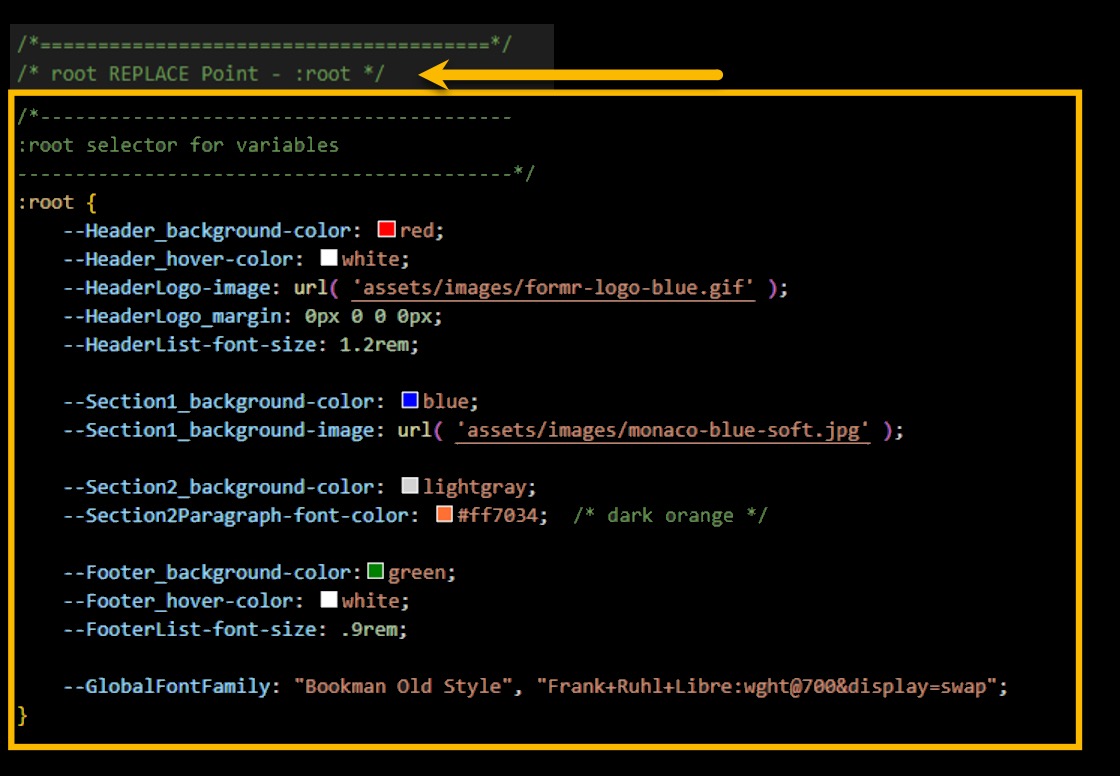 /*=======================================*/
/* root REPLACE Point - :root */
/*-----------------------------------------
:root selector for variables
-------------------------------------------*/
:root {
--Header_background-color: red;
--Header_hover-color: white;
--HeaderLogo-image: url( 'assets/images/formr-logo-blue.gif' );
--HeaderLogo_margin: 0px 0 0 0px;
--HeaderList-font-size: 1.2rem;
--Section1_background-color: blue;
--Section1_background-image: url( 'assets/images/monaco-blue-soft.jpg' );
--Section2_background-color: lightgray;
--Section2Paragraph-font-color: #ff7034; /* dark orange */
--Footer_background-color: green;
--Footer_hover-color: white;
--FooterList-font-size: .9rem;
--GlobalFontFamily: "Bookman Old Style", "Frank+Ruhl+Libre:wght@700&display=swap";
}